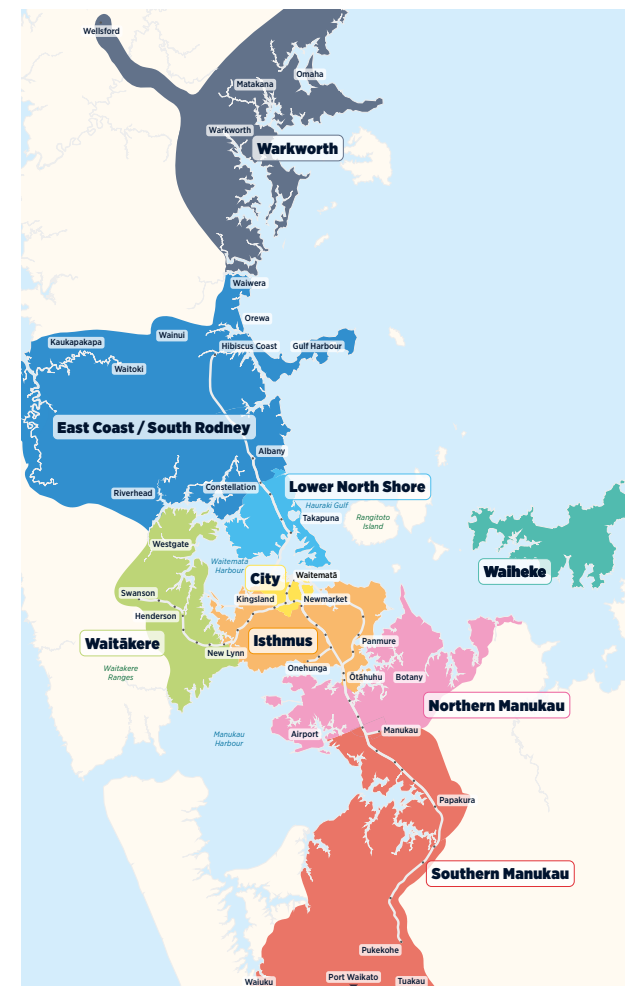 Wellsford
Omaha
Matakana
Warkworth
Warkworth
Waiwera
Orewa
Wainui
Kaukapakapa
Hibiscus Coast
Gulf Harbour
Waitoki
East Coast / South Rodney
Albany
Constellation
Lower North Shore
Riverhead
Hauraki Gulf
Takapuna
Rangitoto
Island
Westgate
Waitemata
Harbour
Waiheke
City
Waitematā
Swanson
Kingsland
Newmarket
Henderson
Waitākere
Isthmus
Panmure
New Lynn
Waitakere
Ranges
Onehunga
Ōtāhuhu
Botany
Northern Manukau
Manukau
Harbour
Airport
Manukau
Papakura
Southern Manukau
Pukekohe
Waiuku
Port Waikato
Tuakau